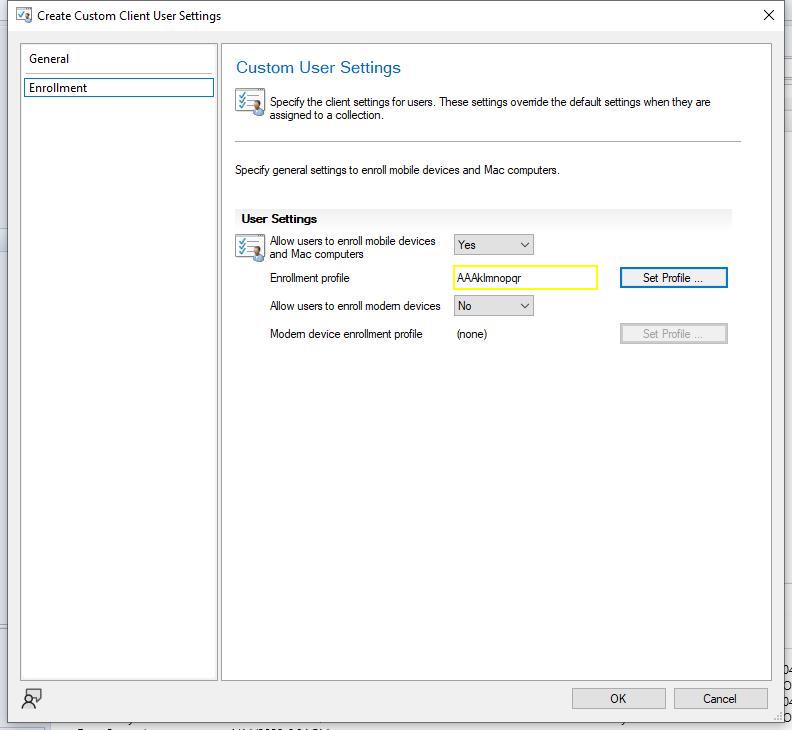 Create Custom Client User Settings
General
Enrollment
Custom User Settings
Specify the client settings for users. These settings override the default settings when they are
assigned to a collection.
Specify general settings to enroll mobile devices and Mac computers.
User Settings
Allow users to enroll mobile devices
and Mac computers
Yes
Enrollment profile
AAAklmnopqr
Set Profile ...
Allow users to enroll modern devices
No
Modern device enrollment profile
(none)
Set Profile ...
OK
Cancel